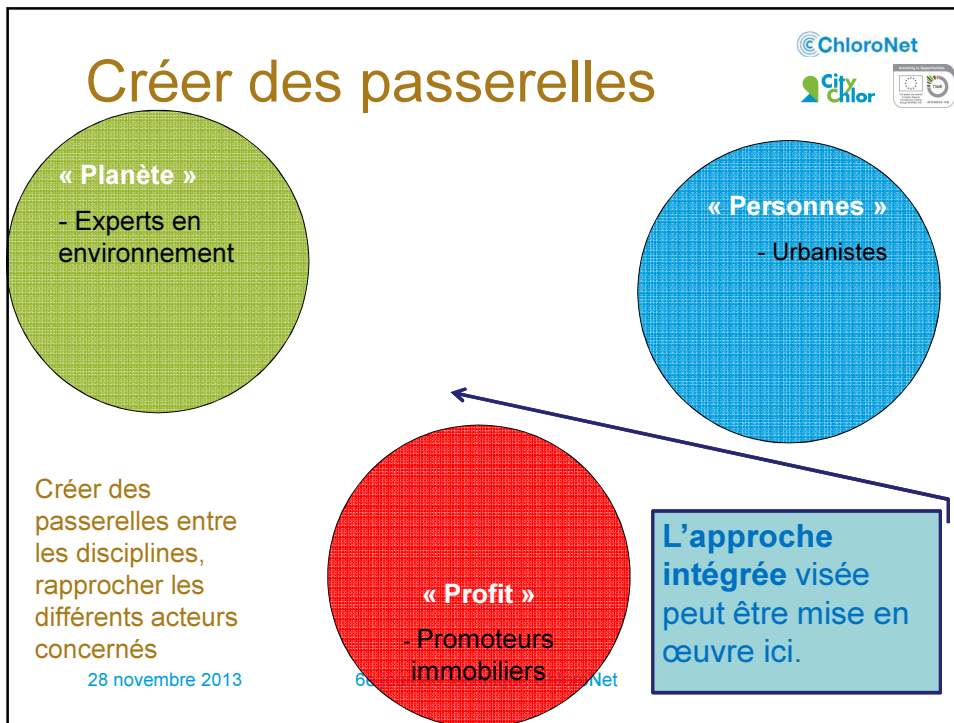 Créer des passerelles
ChloroNet
City
Chlor
« Planète »
- Experts en
environnement
« Personnes »
- Urbanistes
Créer des
passerelles entre
les disciplines,
rapprocher les
différents acteurs
concernés
« Profit »
- Promoteurs
immobiliers
L'approche
intégrée visée
peut être mise en
œuvre ici.
28 novembre 2013